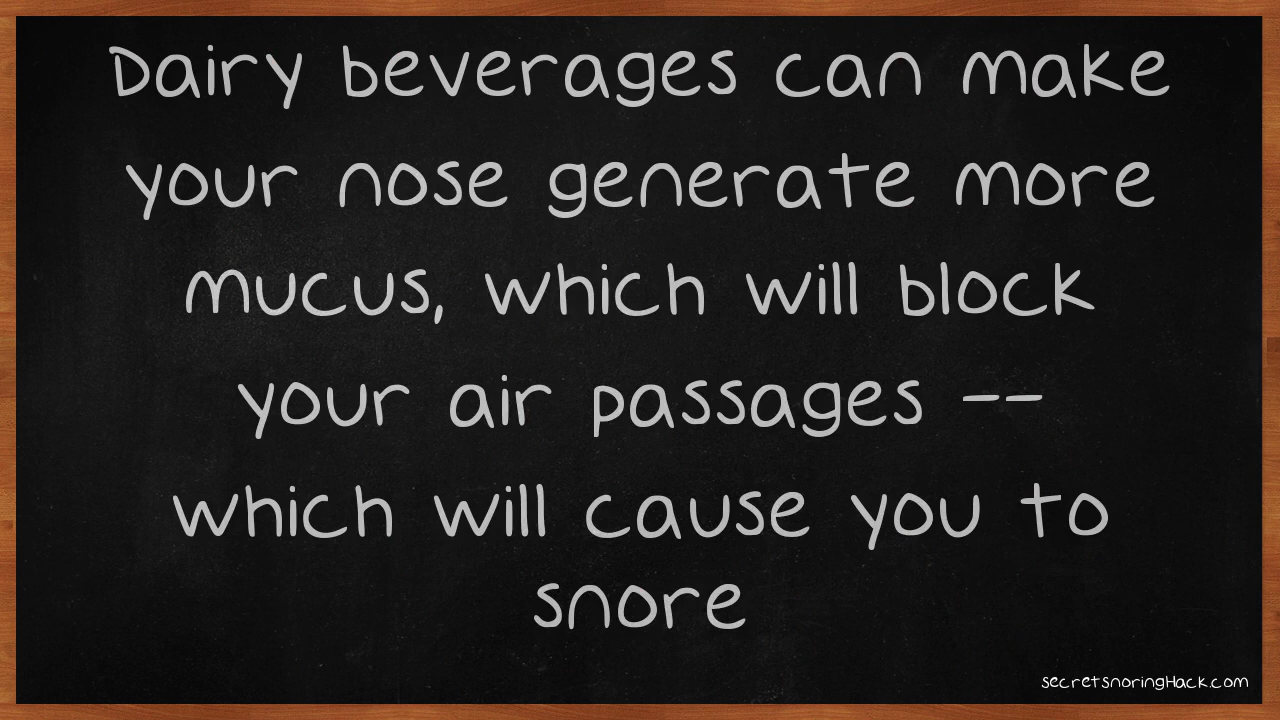 Dairy beverages can make
your nose generate more
mucus, which will block
your air passages --
which will cause you to
snore
secretsnoringHack.com